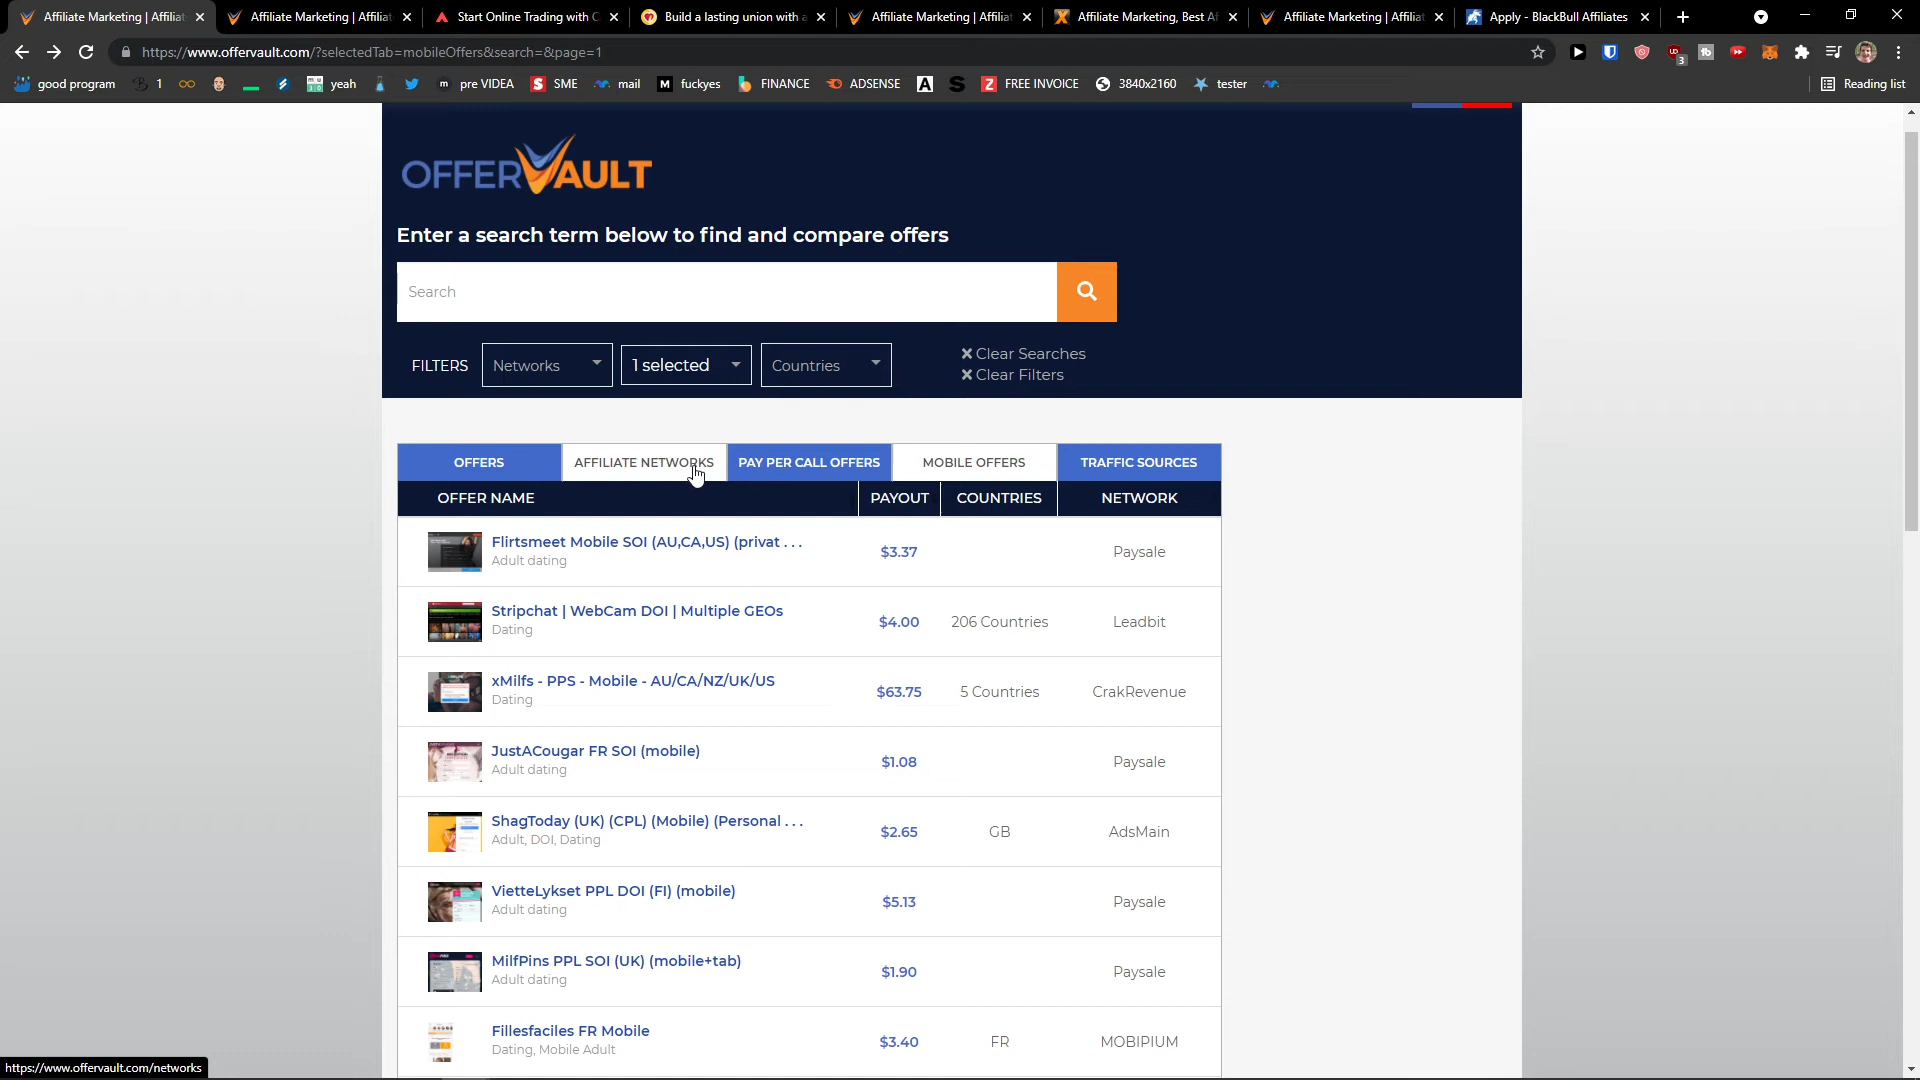 Affiliate Marketing | Affiliat
Affiliate Marketing | Affiliat
Start Online Trading with C
Build a lasting union with a
Affiliate Marketing | Affiliat
Affiliate Marketing, Best Af
Affiliate Marketing | Affiliat
Apply - BlackBull Affiliates
https://www.offervault.com/?selectedTab=mobileOffers&search=&page=1
3
good program
1
yeah
pre VIDEA
SME
mail
fuckyes
FINANCE
ADSENSE
FREE INVOICE
3840x2160
tester
Reading list
OFFERVAULT
Enter a search term below to find and compare offers
Search
FILTERS
Networks
1 selected
Countries
Clear Searches
Clear Filters
OFFERS
AFFILIATE NETWORKS
PAY PER CALL OFFERS
MOBILE OFFERS
TRAFFIC SOURCES
OFFER NAME
PAYOUT
COUNTRIES
NETWORK
Flirtsmeet Mobile SOI (AU,CA,US) (privat . . .
Adult dating
$3.37
Paysale
Stripchat | WebCam DOI | Multiple GEOs
Dating
$4.00
206 Countries
Leadbit
xMilfs - PPS - Mobile - AU/CA/NZ/UK/US
Dating
$63.75
5 Countries
CrakRevenue
JustACougar FR SOI (mobile)
Adult dating
$1.08
Paysale
ShagToday (UK) (CPL) (Mobile) (Personal . . .
Adult, DOI, Dating
$2.65
GB
AdsMain
VietteLykset PPL DOI (FI) (mobile)
Adult dating
$5.13
Paysale
MilfPins PPL SOI (UK) (mobile+tab)
Adult dating
$1.90
Paysale
Fillesfaciles FR Mobile
Dating, Mobile Adult
$3.40
FR
MOBIPIUM
https://www.offervault.com/networks